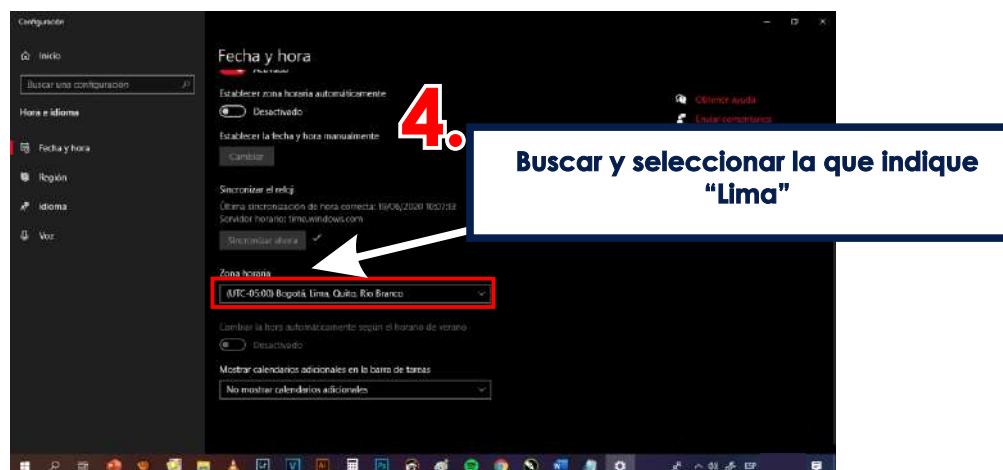 Configuración
Inicio
Buscar una configuración
Hora e idioma
Fecha y hora
Región
Idioma
Voz
Fecha y hora
Activado
Establecer zona horaria automáticamente
Desactivado
Establecer la fecha y hora manualmente
Cambiar
Sincronizar el reloj
Última sincronización de hora correcta: 19/06/2020 10:07:13
Servidor horario: time.windows.com
Sincronizar ahora
Zona horaria
(UTC-05:00) Bogotá, Lima, Quito, Rio Branco
Cambiar la hora automáticamente según el horario de verano
Desactivado
Mostrar calendarios adicionales en la barra de tareas
No mostrar calendarios adicionales
Obtener ayuda
Enviar comentarios
4.
Buscar y seleccionar la que indique
“Lima”
ESP